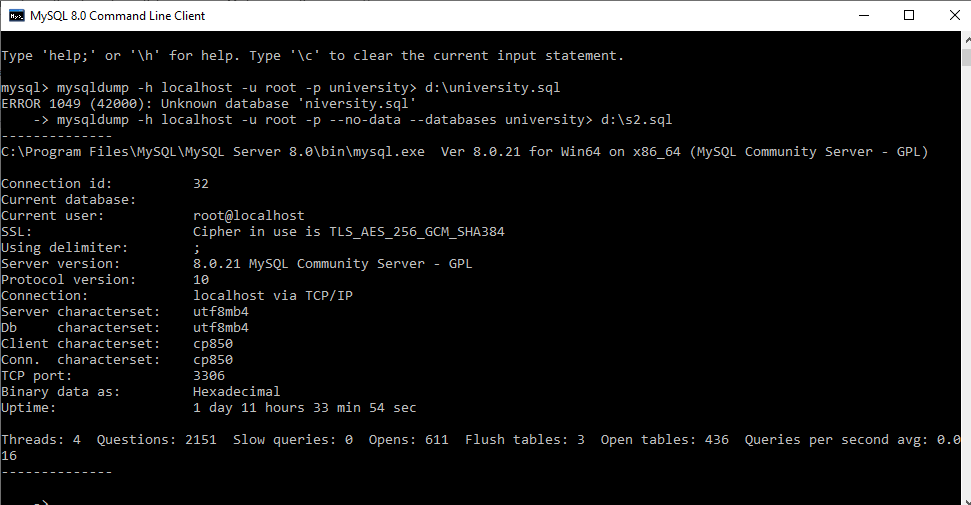 MySQL 8.0 Command Line Client
Type 'help;' or '\h' for help. Type '\c' to clear the current input statement.
mysql> mysqldump -h localhost -u root -p university> d:\university.sql
ERROR 1049 (42000): Unknown database 'niversity.sql'
    -> mysqldump -h localhost -u root -p --no-data --databases university> d:\s2.sql
--------------
C:\Program Files\MySQL\MySQL Server 8.0\bin\mysql.exe  Ver 8.0.21 for Win64 on x86_64 (MySQL Community Server - GPL)
Connection id:          32
Current database:
Current user:           root@localhost
SSL:                    Cipher in use is TLS_AES_256_GCM_SHA384
Using delimiter:        ;
Server version:         8.0.21 MySQL Community Server - GPL
Protocol version:       10
Connection:             localhost via TCP/IP
Server characterset:    utf8mb4
Db     characterset:    utf8mb4
Client characterset:    cp850
Conn.  characterset:    cp850
TCP port:               3306
Binary data as:         Hexadecimal
Uptime:                 1 day 11 hours 33 min 54 sec
Threads: 4  Questions: 2151  Slow queries: 0  Opens: 611  Flush tables: 3  Open tables: 436  Queries per second avg: 0.0
16
--------------
    ->